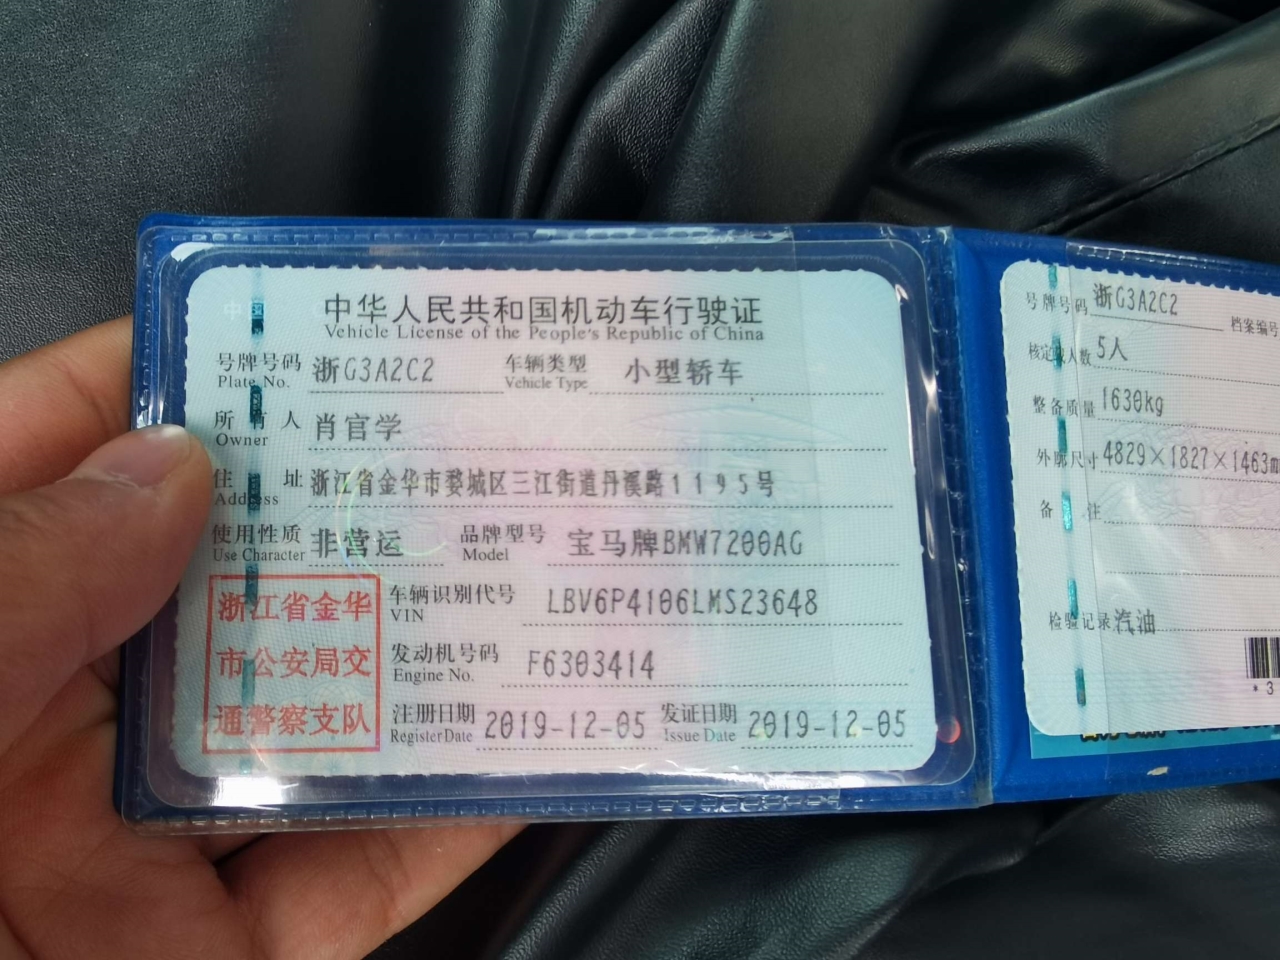 中华人民共和国机动车行驶证
Vehicle License of the People's Republic of China
号牌号码 浙G3A2C2 车辆类型 小型轿车
Plate No. Vehicle Type
所有人 肖官学
Owner
住址 浙江省金华市婺城区三江街道丹溪路1195号
Address
使用性质 非营运 品牌型号 宝马牌BMW7200AG
Use Character Model
浙江省金华
市公安局交
通警察支队
车辆识别代号 LBV6P4106LMS23648
VIN
发动机号码 F6303414
Engine No.
注册日期 2019-12-05 发证日期 2019-12-05
Register Date Issue Date
号牌号码 浙G3A2C2 档案编号
核定载人数 5人
整备质量 1630kg
外廓尺寸 4829×1827×1463m
备注
检验记录 汽油
*3